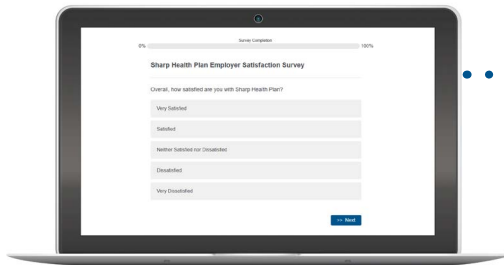 Survey Completion
0% 100%
Sharp Health Plan Employer Satisfaction Survey
Overall, how satisfied are you with Sharp Health Plan?
Very Satisfied
Satisfied
Neither Satisfied nor Dissatisfied
Dissatisfied
Very Dissatisfied
>> Next